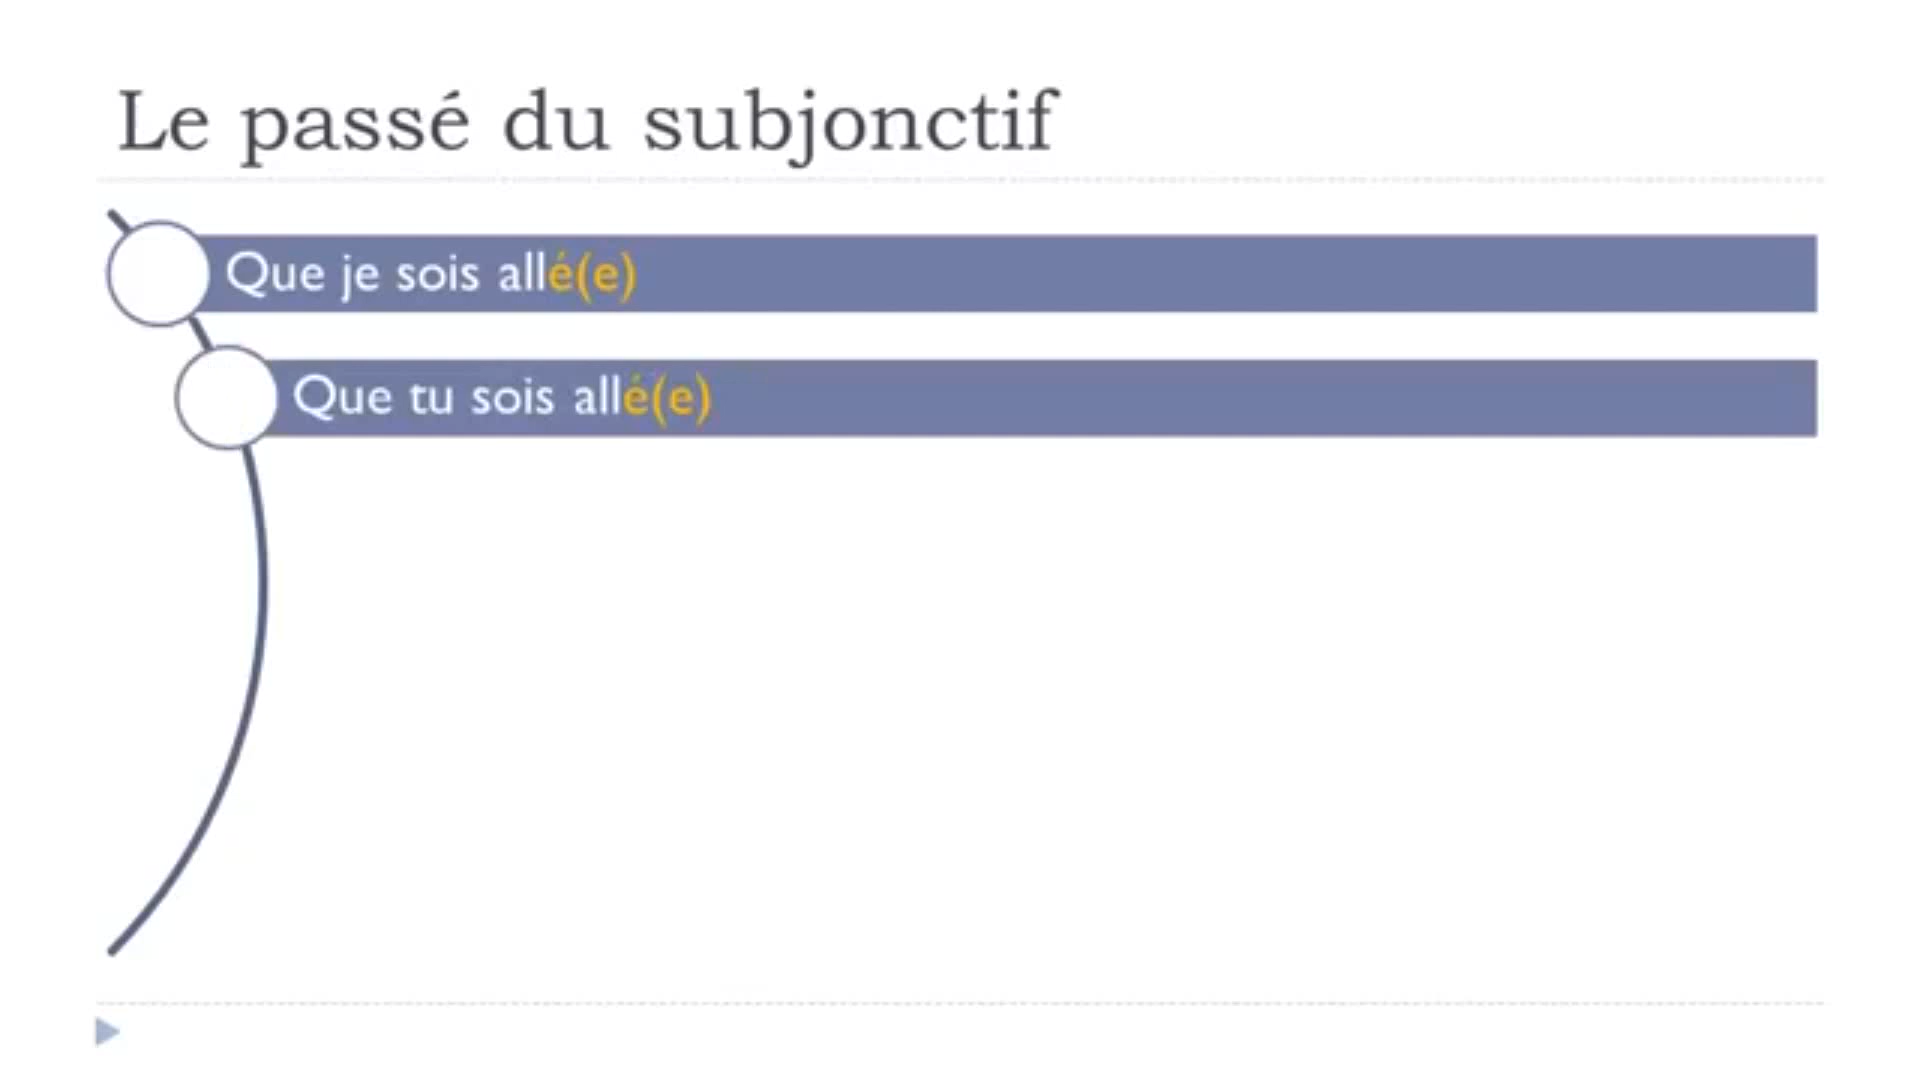 Le passé du subjonctif
Que je sois allé(e)
Que tu sois allé(e)